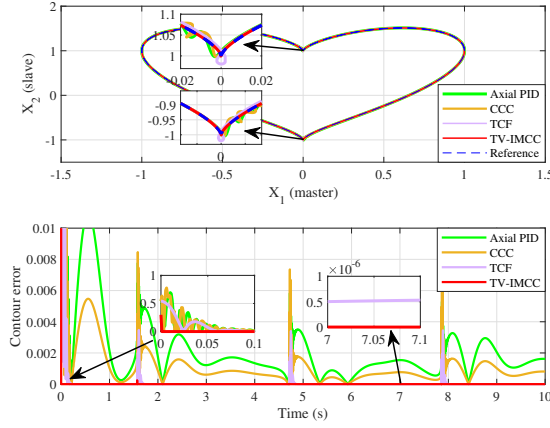 2
1
0
-1
X2 (slave)
-1.5 -1 -0.5 0 0.5 1 1.5
X1 (master)
1.1
1.05
1
0.02 0 0.02
-0.9
-0.95
-1
0
Axial PID
CCC
TCF
TV-IMCC
Reference
0.01
0.008
0.006
0.004
0.002
0
Contour error
0 1 2 3 4 5 6 7 8 9 10
Time (s)
1
0.5
0
0 0.05 0.1
×10-6
1
0.5
0
7 7.05 7.1
Axial PID
CCC
TCF
TV-IMCC